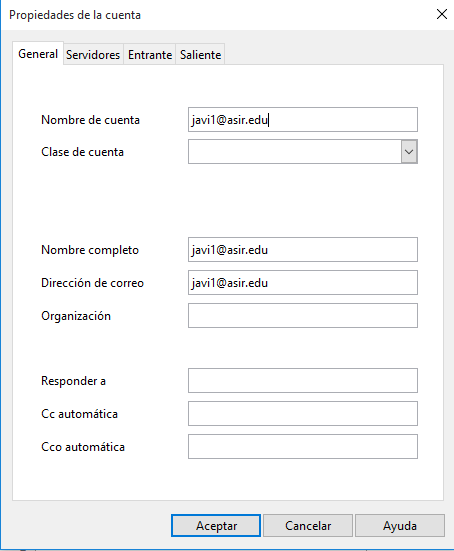 Propiedades de la cuenta
General Servidores Entrante Saliente
Nombre de cuenta javi1@asir.edu
Clase de cuenta
Nombre completo javi1@asir.edu
Dirección de correo javi1@asir.edu
Organización
Responder a
Cc automática
Cco automática
Aceptar Cancelar Ayuda